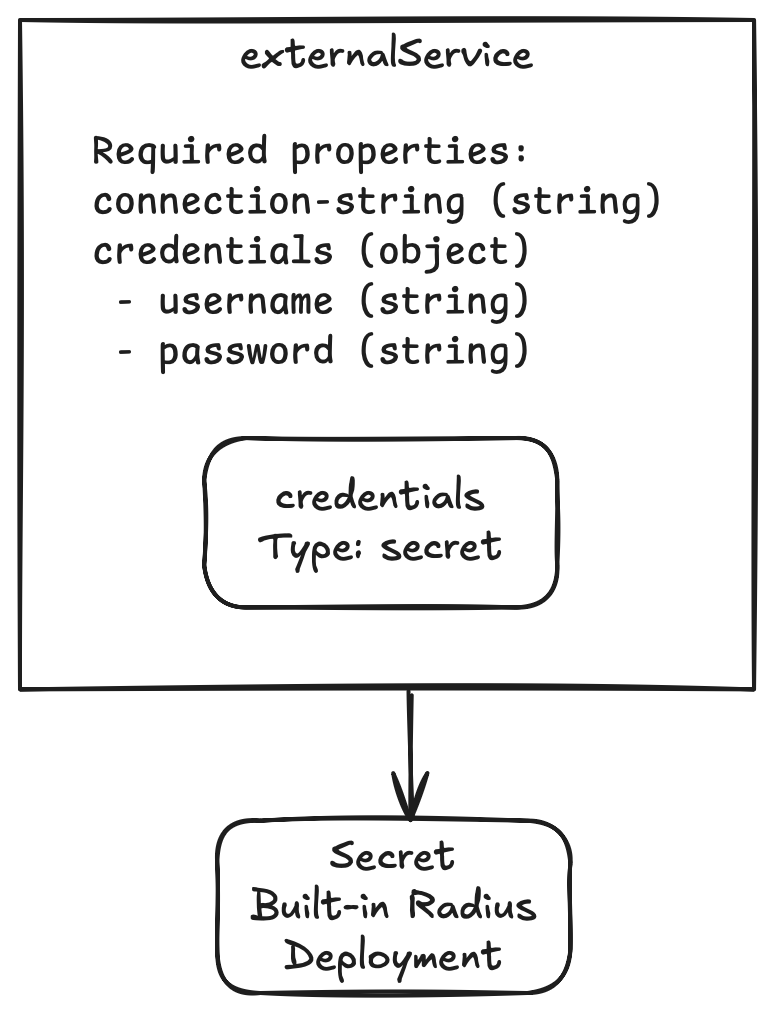 externalService
Required properties:
connection-string (string)
credentials (object)
- username (string)
- password (string)
credentials
Type: secret
Secret
Built-in Radius
Deployment